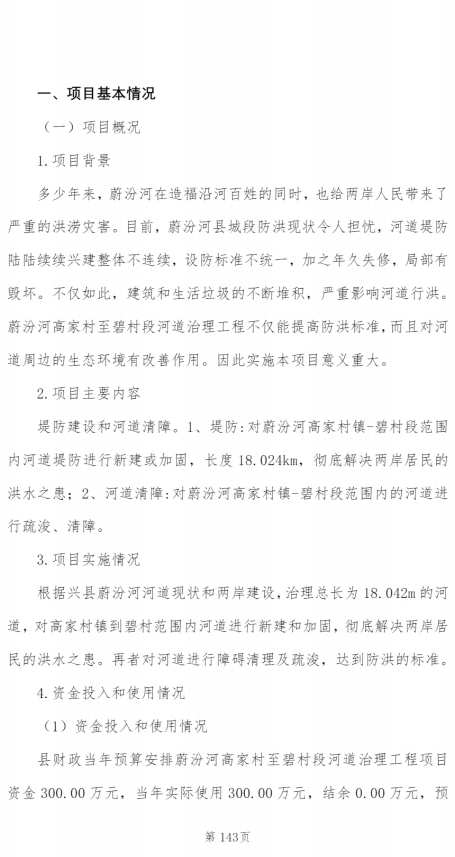 一、项目基本情况
（一）项目概况
1.项目背景
多少年来，蔚汾河在造福沿河百姓的同时，也给两岸人民带来了
严重的洪涝灾害。目前，蔚汾河县城段防洪现状令人担忧，河道堤防
陆陆续续兴建整体不连续，设防标准不统一，加之年久失修，局部有
毁坏。不仅如此，建筑和生活垃圾的不断堆积，严重影响河道行洪。
蔚汾河高家村至碧村段河道治理工程不仅能提高防洪标准，而且对河
道周边的生态环境有改善作用。因此实施本项目意义重大。
2.项目主要内容
堤防建设和河道清障。1、堤防:对蔚汾河高家村镇-碧村段范围
内河道堤防进行新建或加固，长度 18.024km，彻底解决两岸居民的
洪水之患；2、河道清障:对蔚汾河高家村镇-碧村段范围内的河道进
行疏浚、清障。
3.项目实施情况
根据兴县蔚汾河河道现状和两岸建设，治理总长为 18.042m 的河
道，对高家村镇到碧村范围内河道进行新建和加固，彻底解决两岸居
民的洪水之患。再者对河道进行障碍清理及疏浚，达到防洪的标准。
4.资金投入和使用情况
（1）资金投入和使用情况
县财政当年预算安排蔚汾河高家村至碧村段河道治理工程项目
资金 300.00 万元，当年实际使用 300.00 万元，结余 0.00 万元，预
第 143页